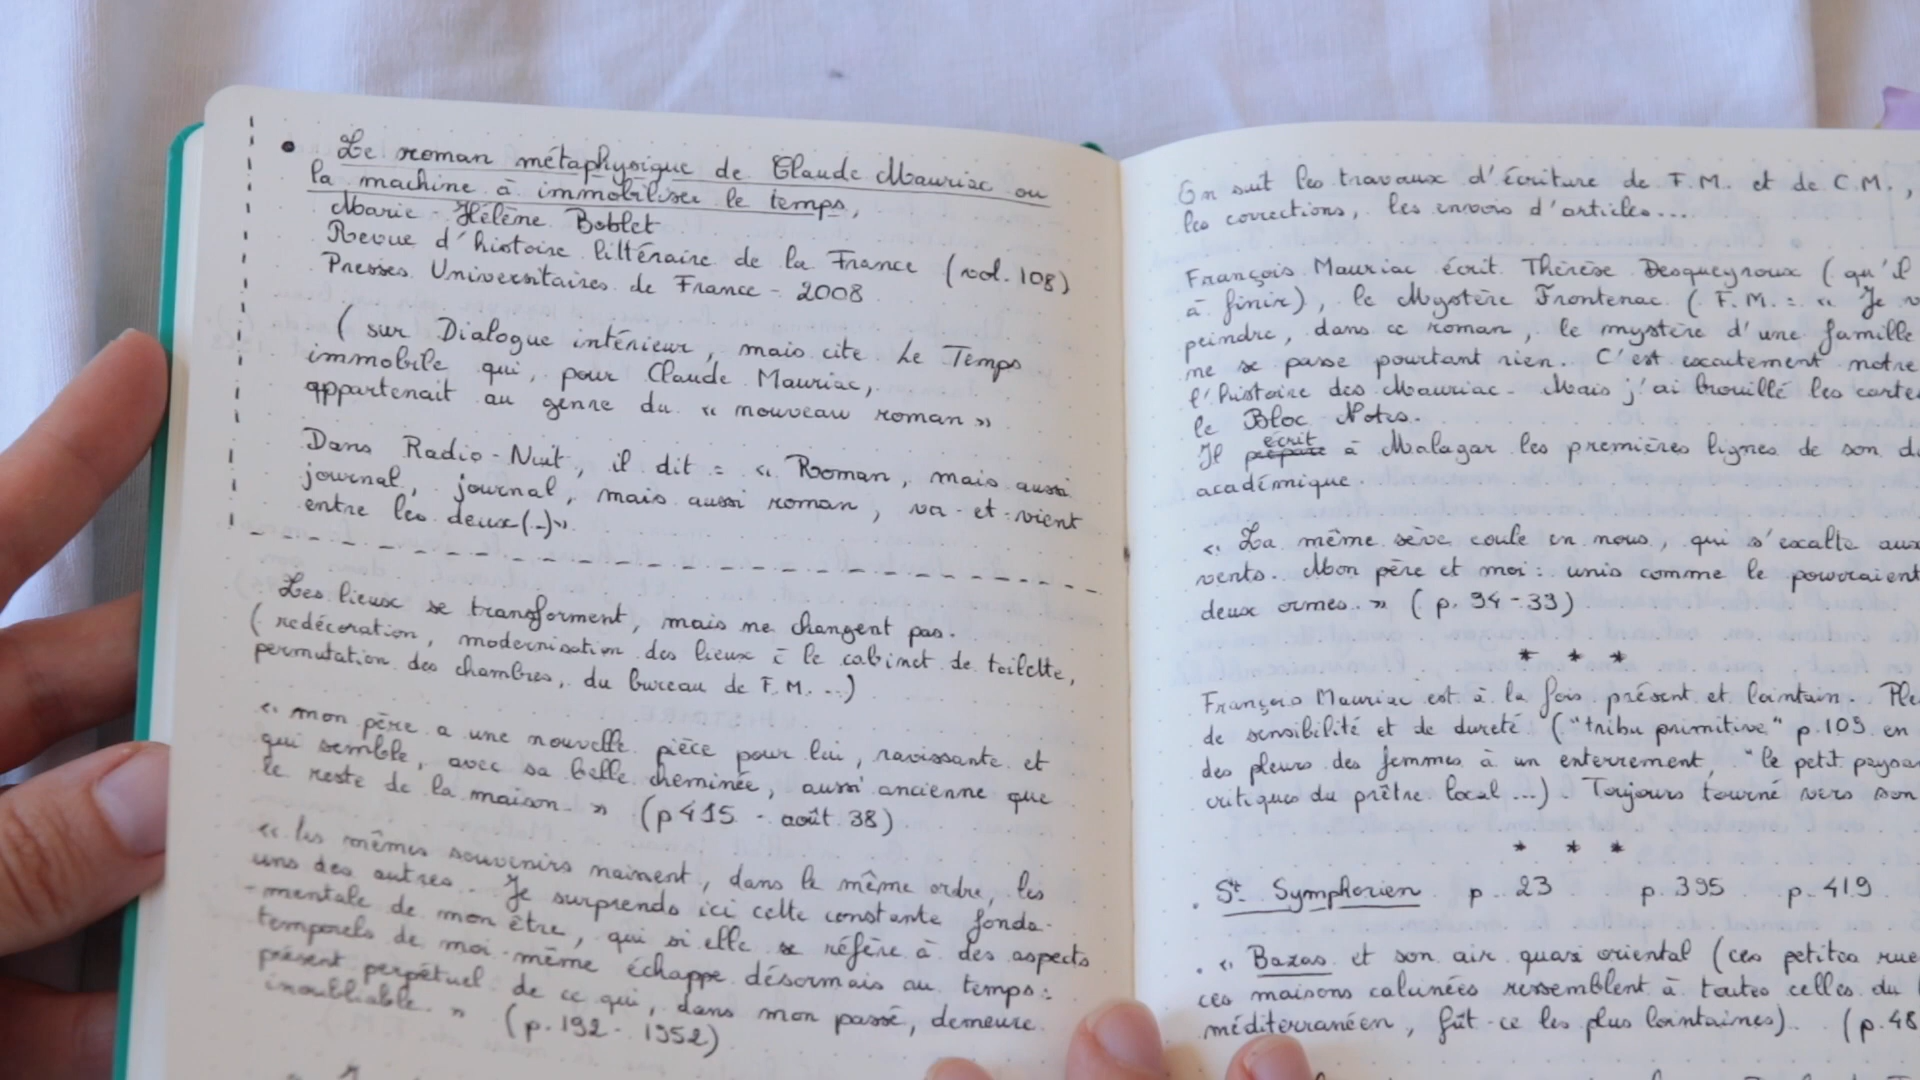 • Le roman métaphysique de Claude Mauriac ou
la machine à immobiliser le temps,
Marie-Hélène Boblet
Revue d'histoire littéraire de la France (vol. 108)
Presses Universitaires de France - 2008
(sur Dialogue intérieur, mais cite Le Temps
immobile qui, pour Claude Mauriac,
appartenait au genre du « nouveau roman »
Dans Radio-Nuit, il dit : « Roman, mais aussi
journal, journal, mais aussi roman, va-et-vient
entre les deux (...) ».
Les lieux se transforment, mais ne changent pas.
(redécoration, modernisation des lieux : le cabinet de toilette,
permutation des chambres, du bureau de F.M. ...)
« mon père a une nouvelle pièce pour lui, ravissante et
qui semble, avec sa belle cheminée, aussi ancienne que
le reste de la maison. » (p 415 - août 38)
« les mêmes souvenirs naissent, dans le même ordre, les
uns des autres. Je surprends ici cette constante fonda-
-mentale de mon être, qui si elle se réfère à des aspects
temporels de moi-même échappe désormais au temps :
présent perpétuel de ce qui, dans mon passé, demeure
inoubliable. » (p. 192 - 1952)
On suit les travaux d'écriture de F.M. et de C.M.,
les corrections, les envois d'articles...
François Mauriac écrit Thérèse Desqueyroux (qu'il
à finir), le Mystère Frontenac (F.M. : « Je
peindre, dans ce roman, le mystère d'une famille
ne se passe pourtant rien. C'est exactement notre
l'histoire des Mauriac. Mais j'ai brouillé les cartes
le Bloc Notes.
Il prépare écrit à Malagar les premières lignes de son
académique.
« La même sève coule en nous, qui s'exalte aux
vents. Mon père et moi : unis comme le pourraient
deux ormes. » (p. 34-33)
* * *
François Mauriac est à la fois présent et lointain.
de sensibilité et de dureté ("tribu primitive" p. 109 en
des pleurs des femmes à un enterrement, "le petit paysan
critiques du prêtre local ...). Toujours tourné vers son
* * *
. St Symphorien p. 23 p. 395 p. 419
. « Bazas et son air quasi oriental (ces petites rues
ces maisons calcinées ressemblent à toutes celles du
méditerranéen, fût-ce les plus lointaines). (p. 48